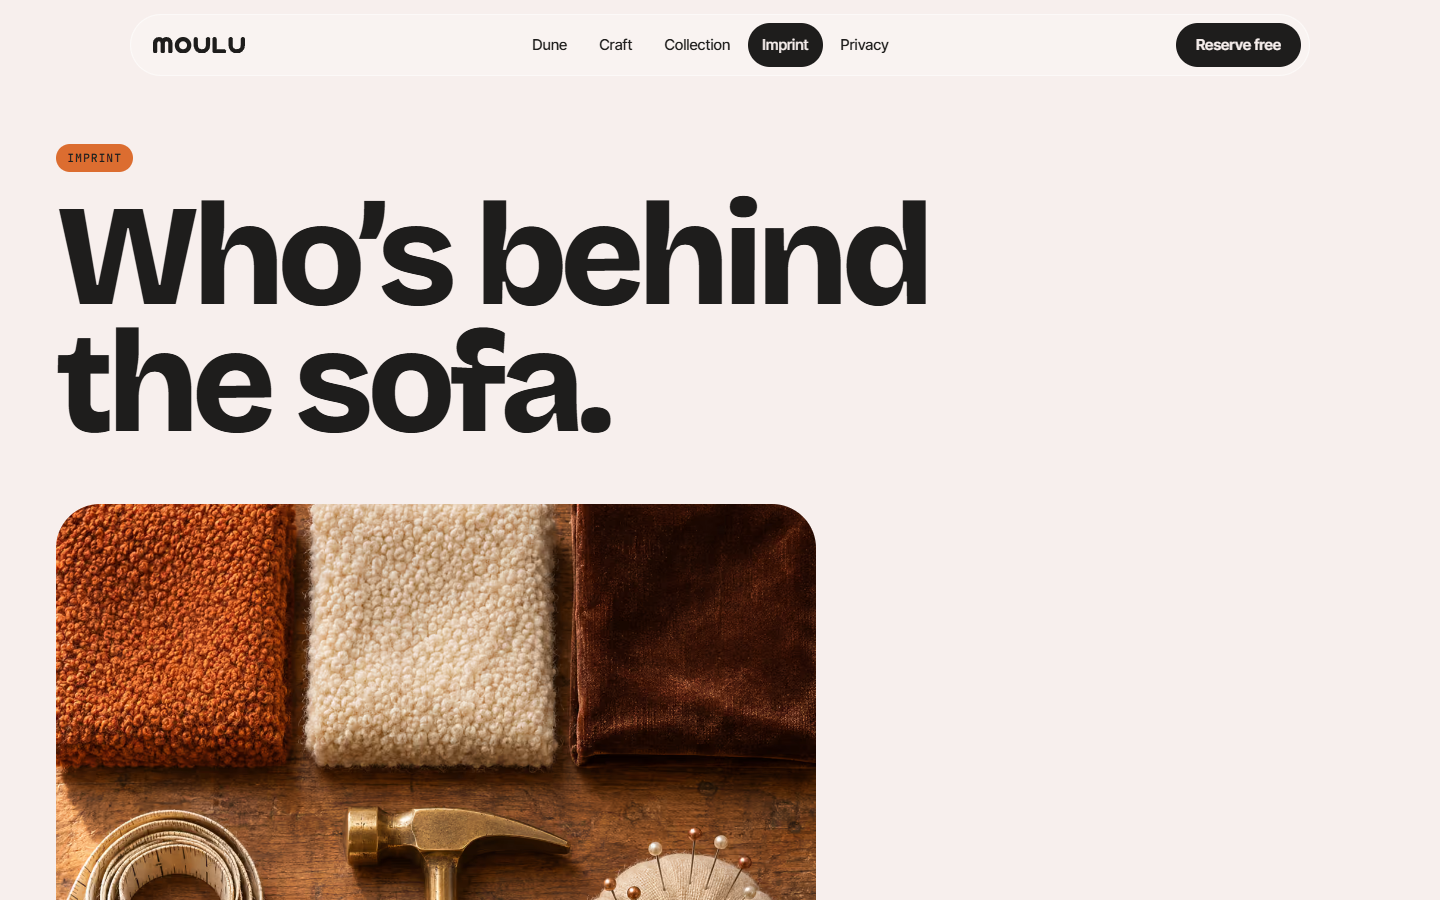 MOULU
Dune
Craft
Collection
Imprint
Privacy
Reserve free
IMPRINT
Who’s behind
the sofa.